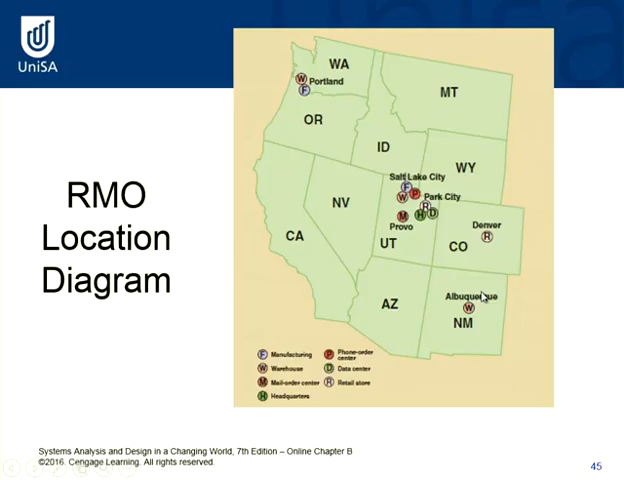 UniSA
RMO
Location
Diagram
WA
W
Portland
F
MT
OR
ID
WY
Salt Lake City
F
W
P
Park City
R
H
D
M
Provo
NV
UT
CA
Denver
R
CO
Albuquerque
W
NM
AZ
F Manufacturing
W Warehouse
M Mail-order center
H Headquarters
P Phone-order
center
D Data center
R Retail store
Systems Analysis and Design in a Changing World, 7th Edition – Online Chapter B
©2016. Cengage Learning. All rights reserved.
45